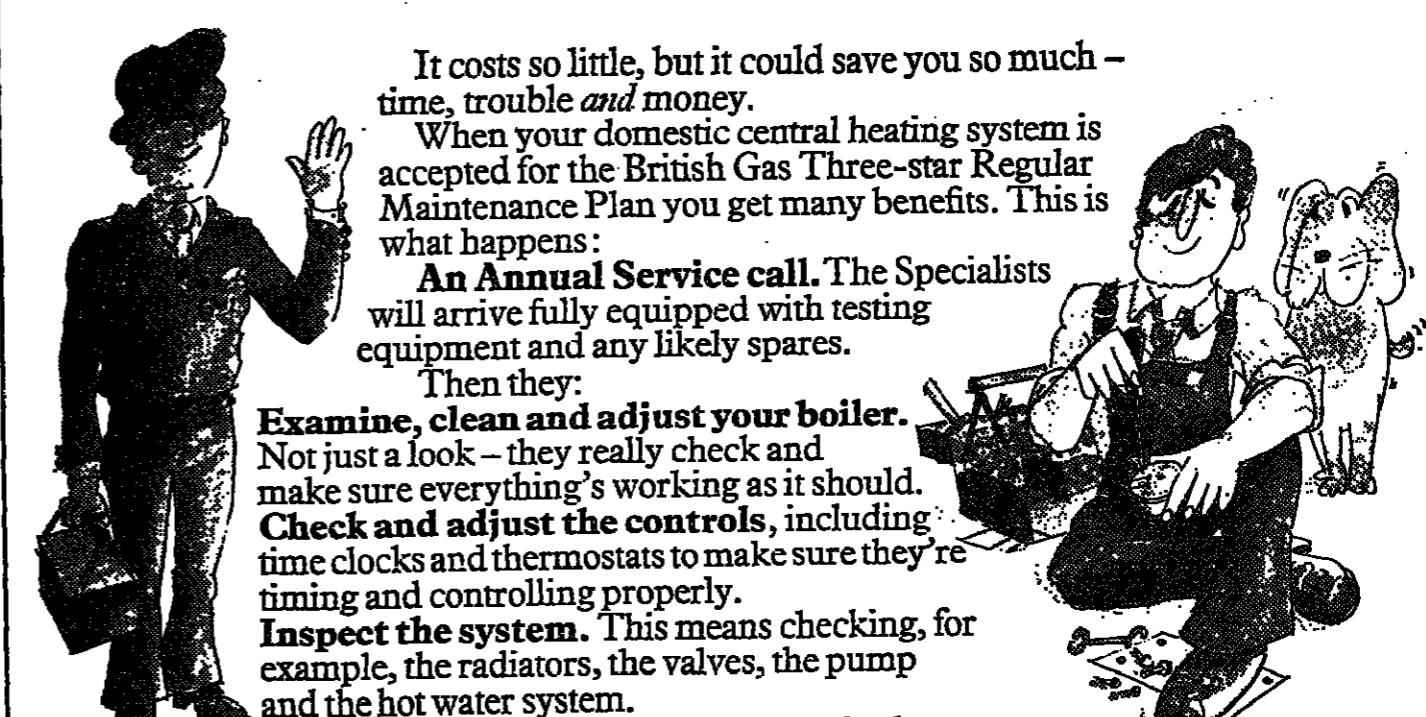 It costs so little, but it could save you so much –
time, trouble and money.
When your domestic central heating system is
accepted for the British Gas Three-star Regular
Maintenance Plan you get many benefits. This is
what happens:
An Annual Service call. The Specialists
will arrive fully equipped with testing
equipment and any likely spares.
Then they:
Examine, clean and adjust your boiler.
Not just a look – they really check and
make sure everything's working as it should.
Check and adjust the controls, including
time clocks and thermostats to make sure they're
timing and controlling properly.
Inspect the system. This means checking, for
example, the radiators, the valves, the pump
and the hot water system.